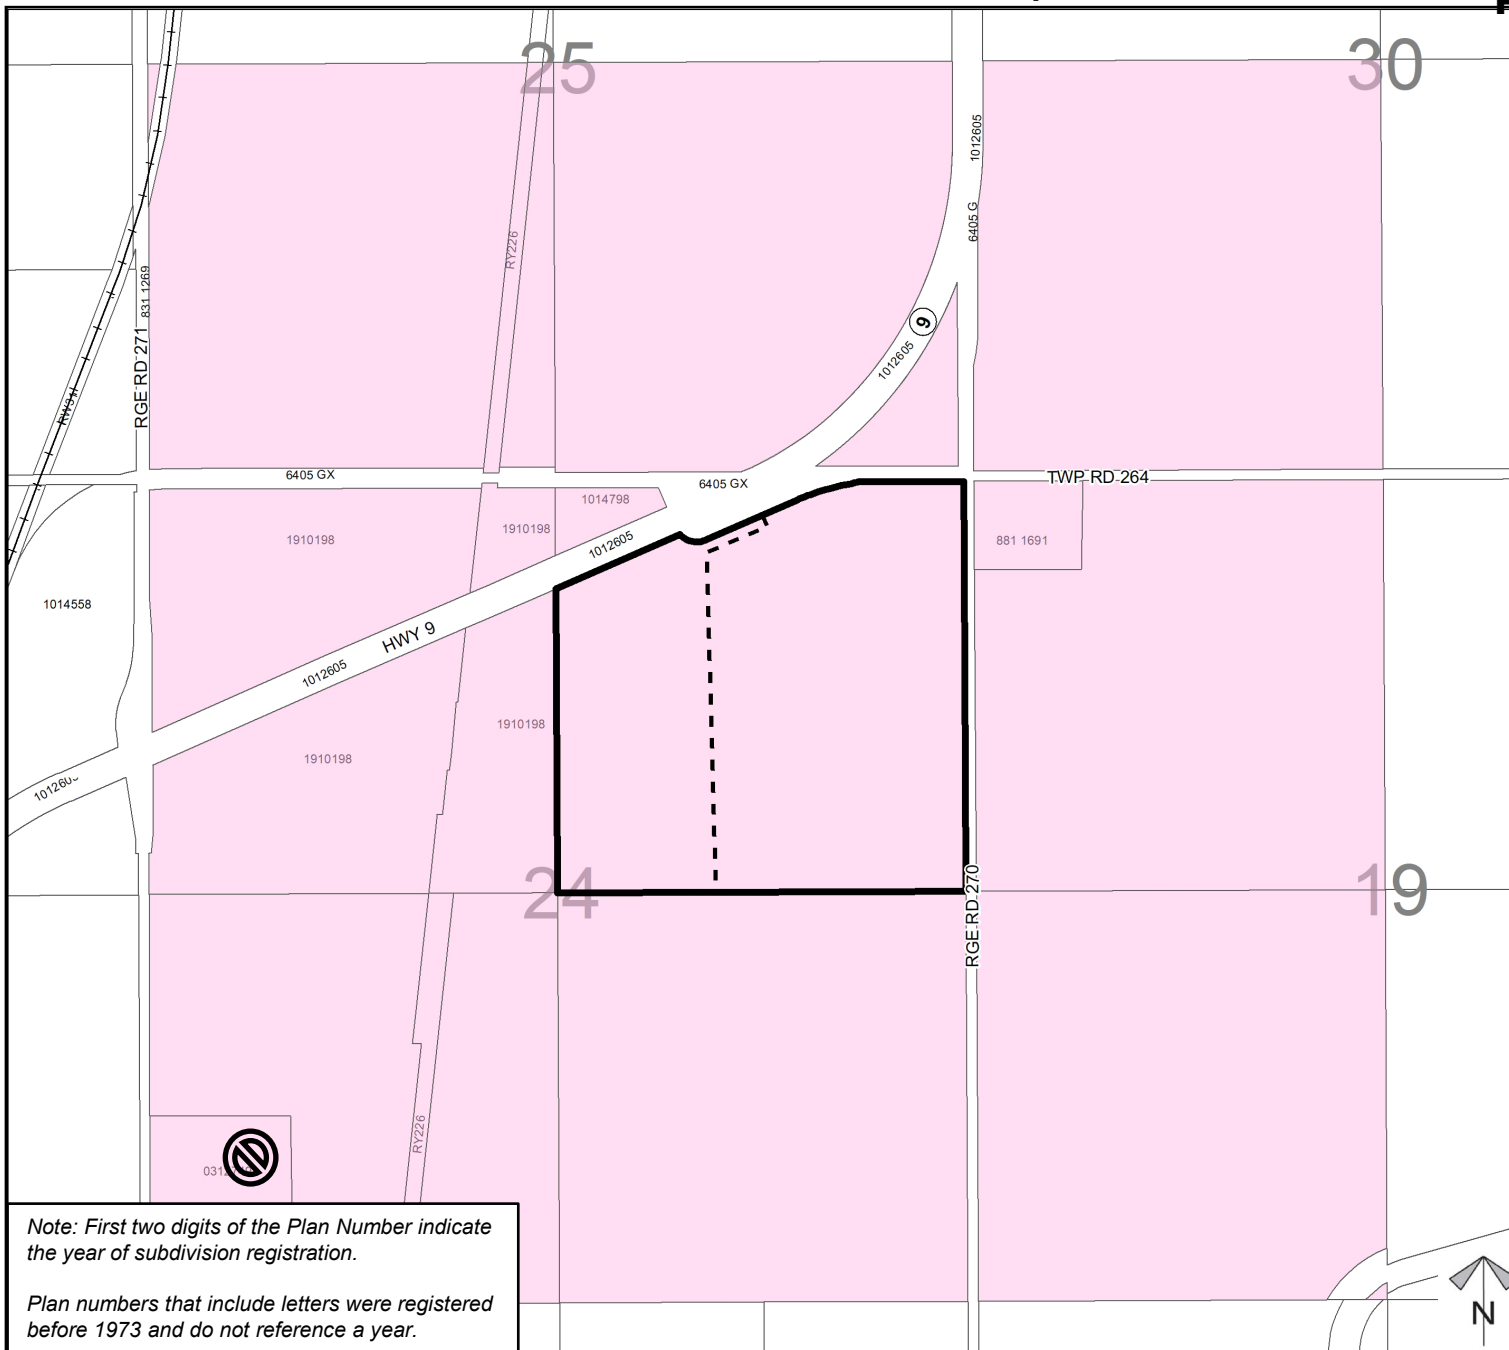 25
30
1012605
6405 G
RY226
831 1269
RGE RD 271
9
1012605
RW34
6405 GX
6405 GX
TWP RD 264
1014798
1910198
1910198
1012605
881 1691
1014558
HWY 9
1012605
1910198
1910198
24
19
RGE RD 270
RY226
Note: First two digits of the Plan Number indicate
the year of subdivision registration.
Plan numbers that include letters were registered
before 1973 and do not reference a year.
N